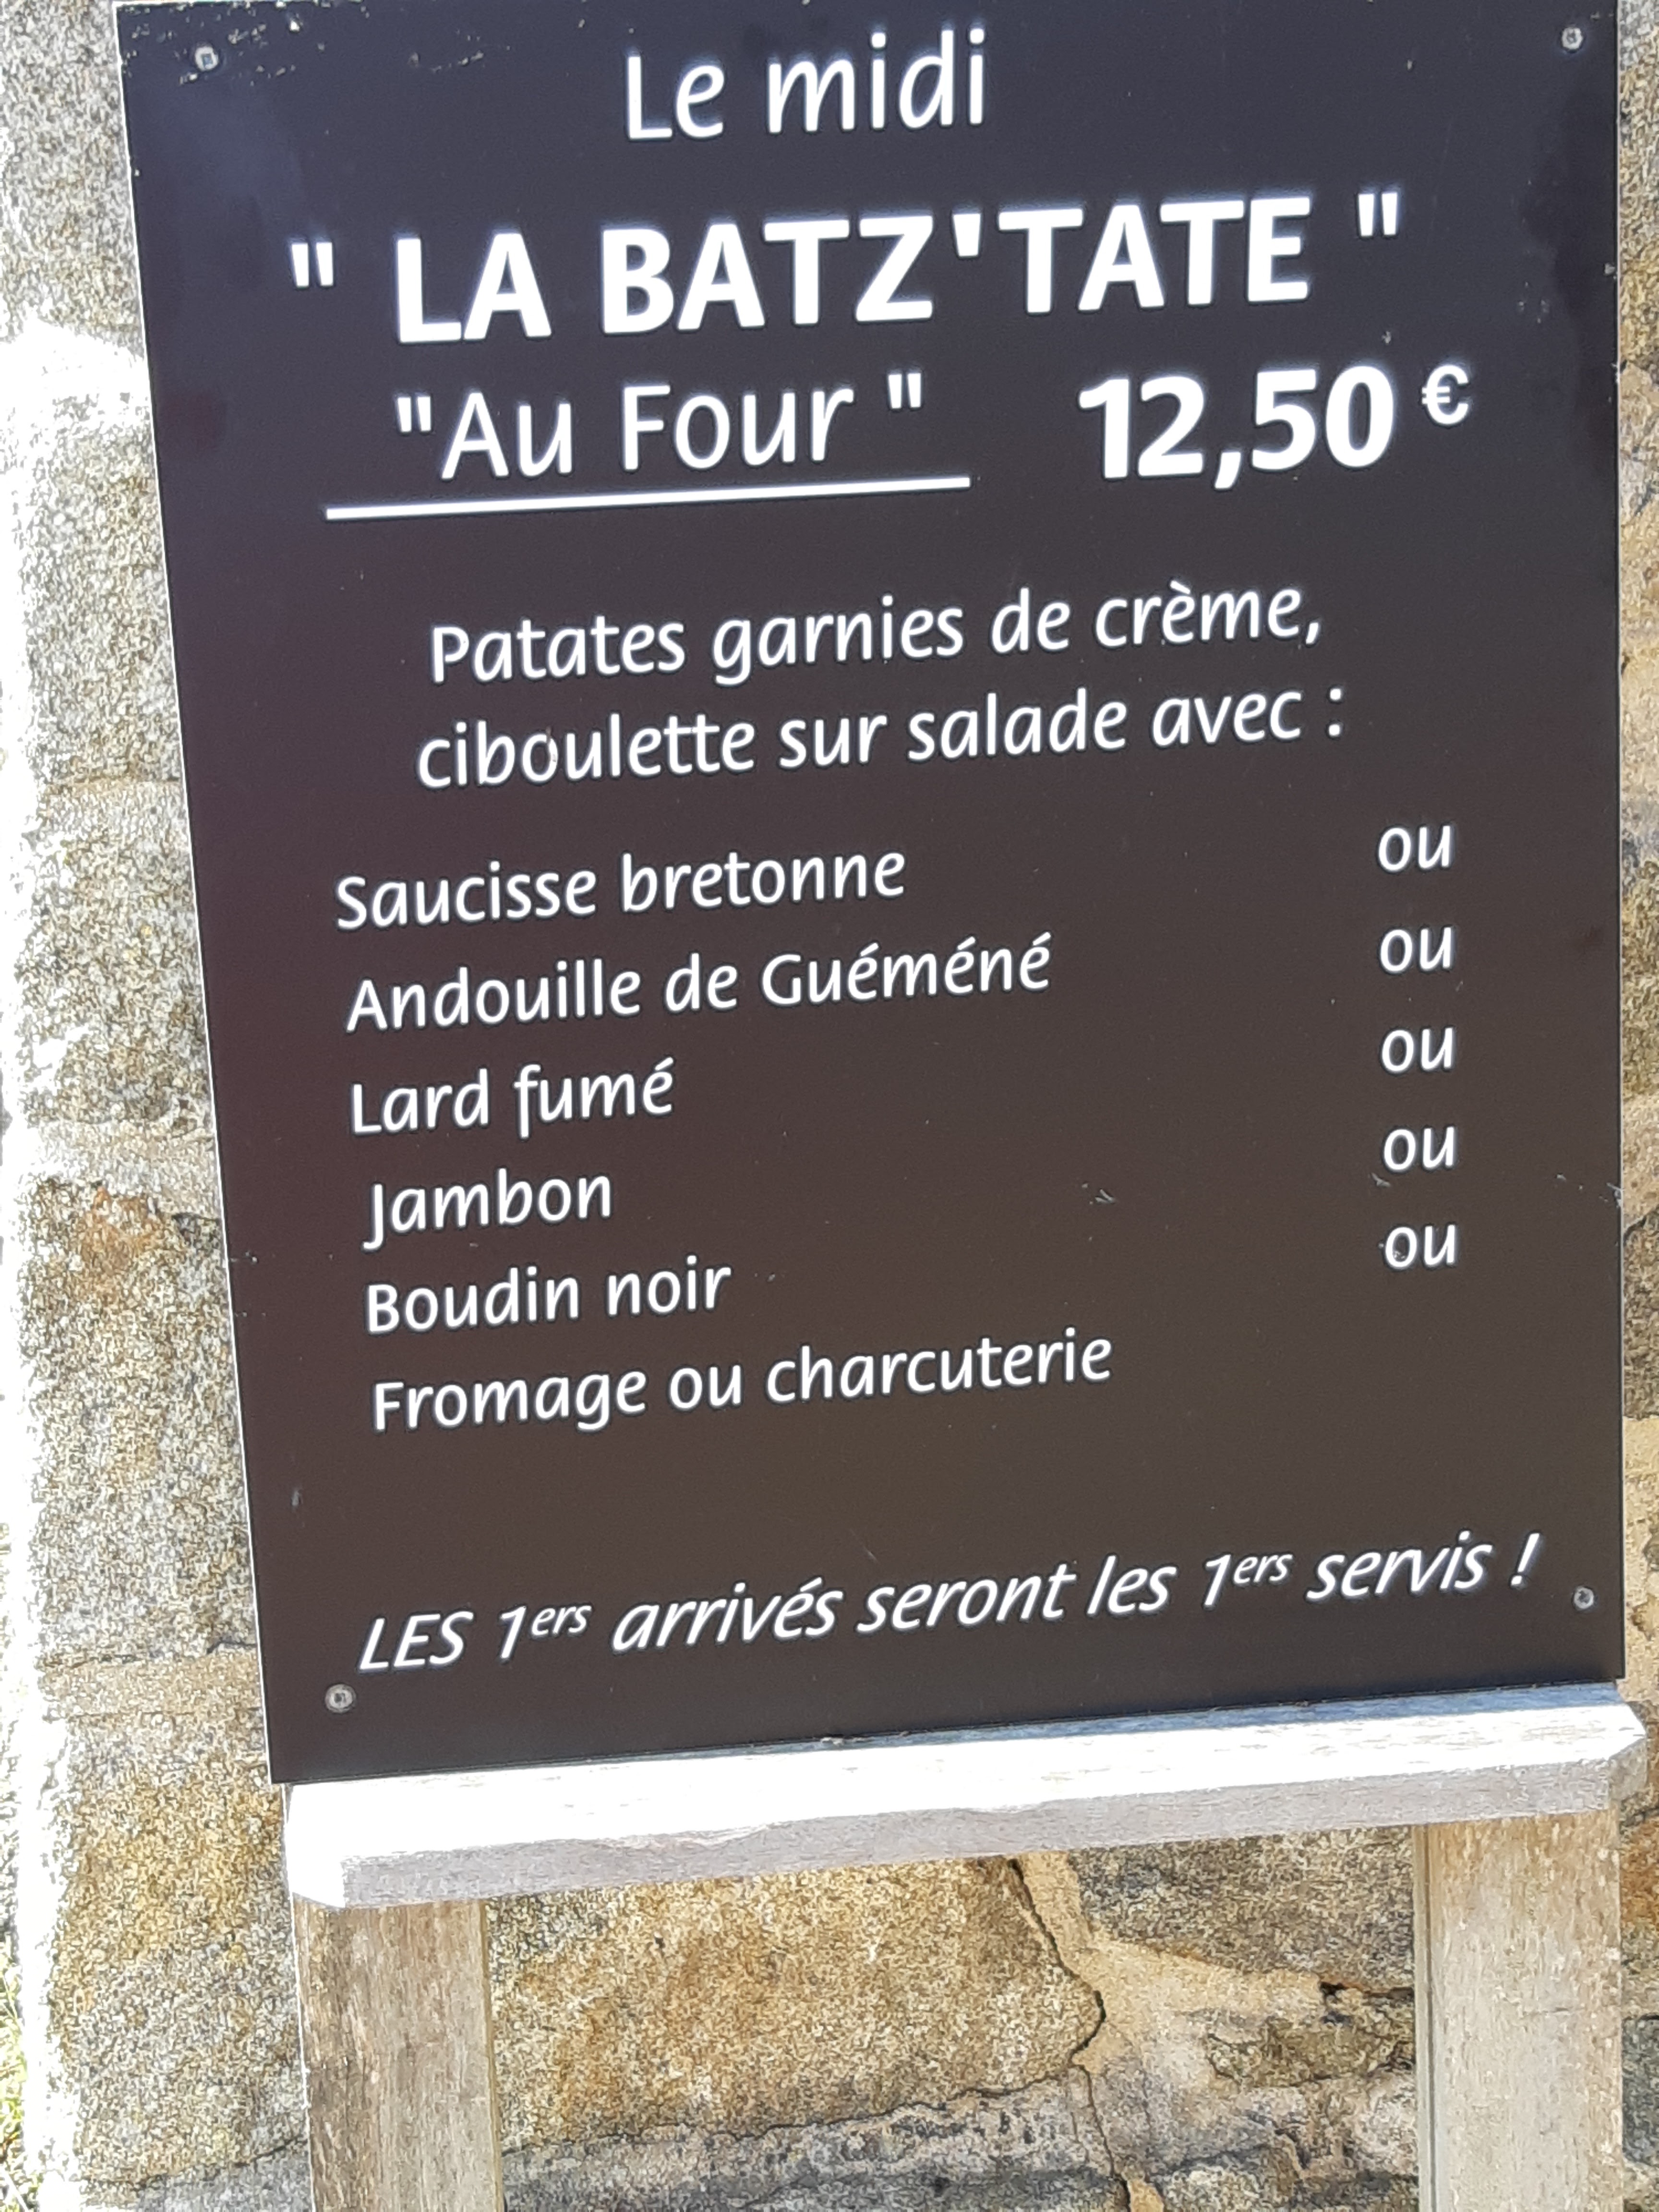 Le midi
" LA BATZ'TATE "
"Au Four " 12,50 €
Patates garnies de crème,
ciboulette sur salade avec :
Saucisse bretonne ou
Andouille de Guéméné ou
Lard fumé ou
Jambon ou
Boudin noir ou
Fromage ou charcuterie
LES 1ers arrivés seront les 1ers servis !